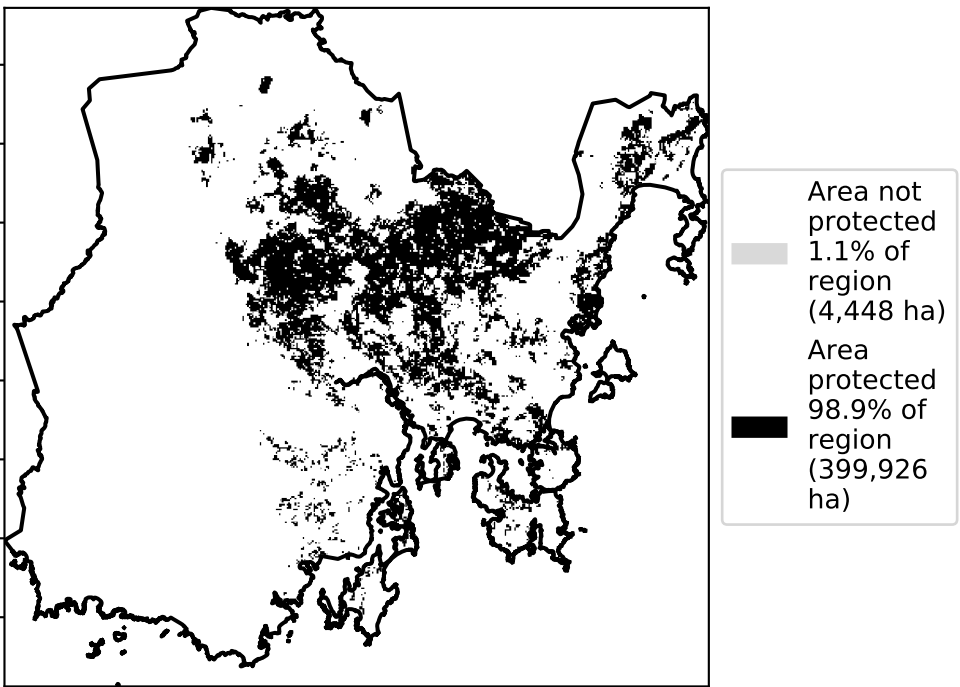 Area not
protected
1.1% of
region
(4,448 ha)
Area
protected
98.9% of
region
(399,926
ha)